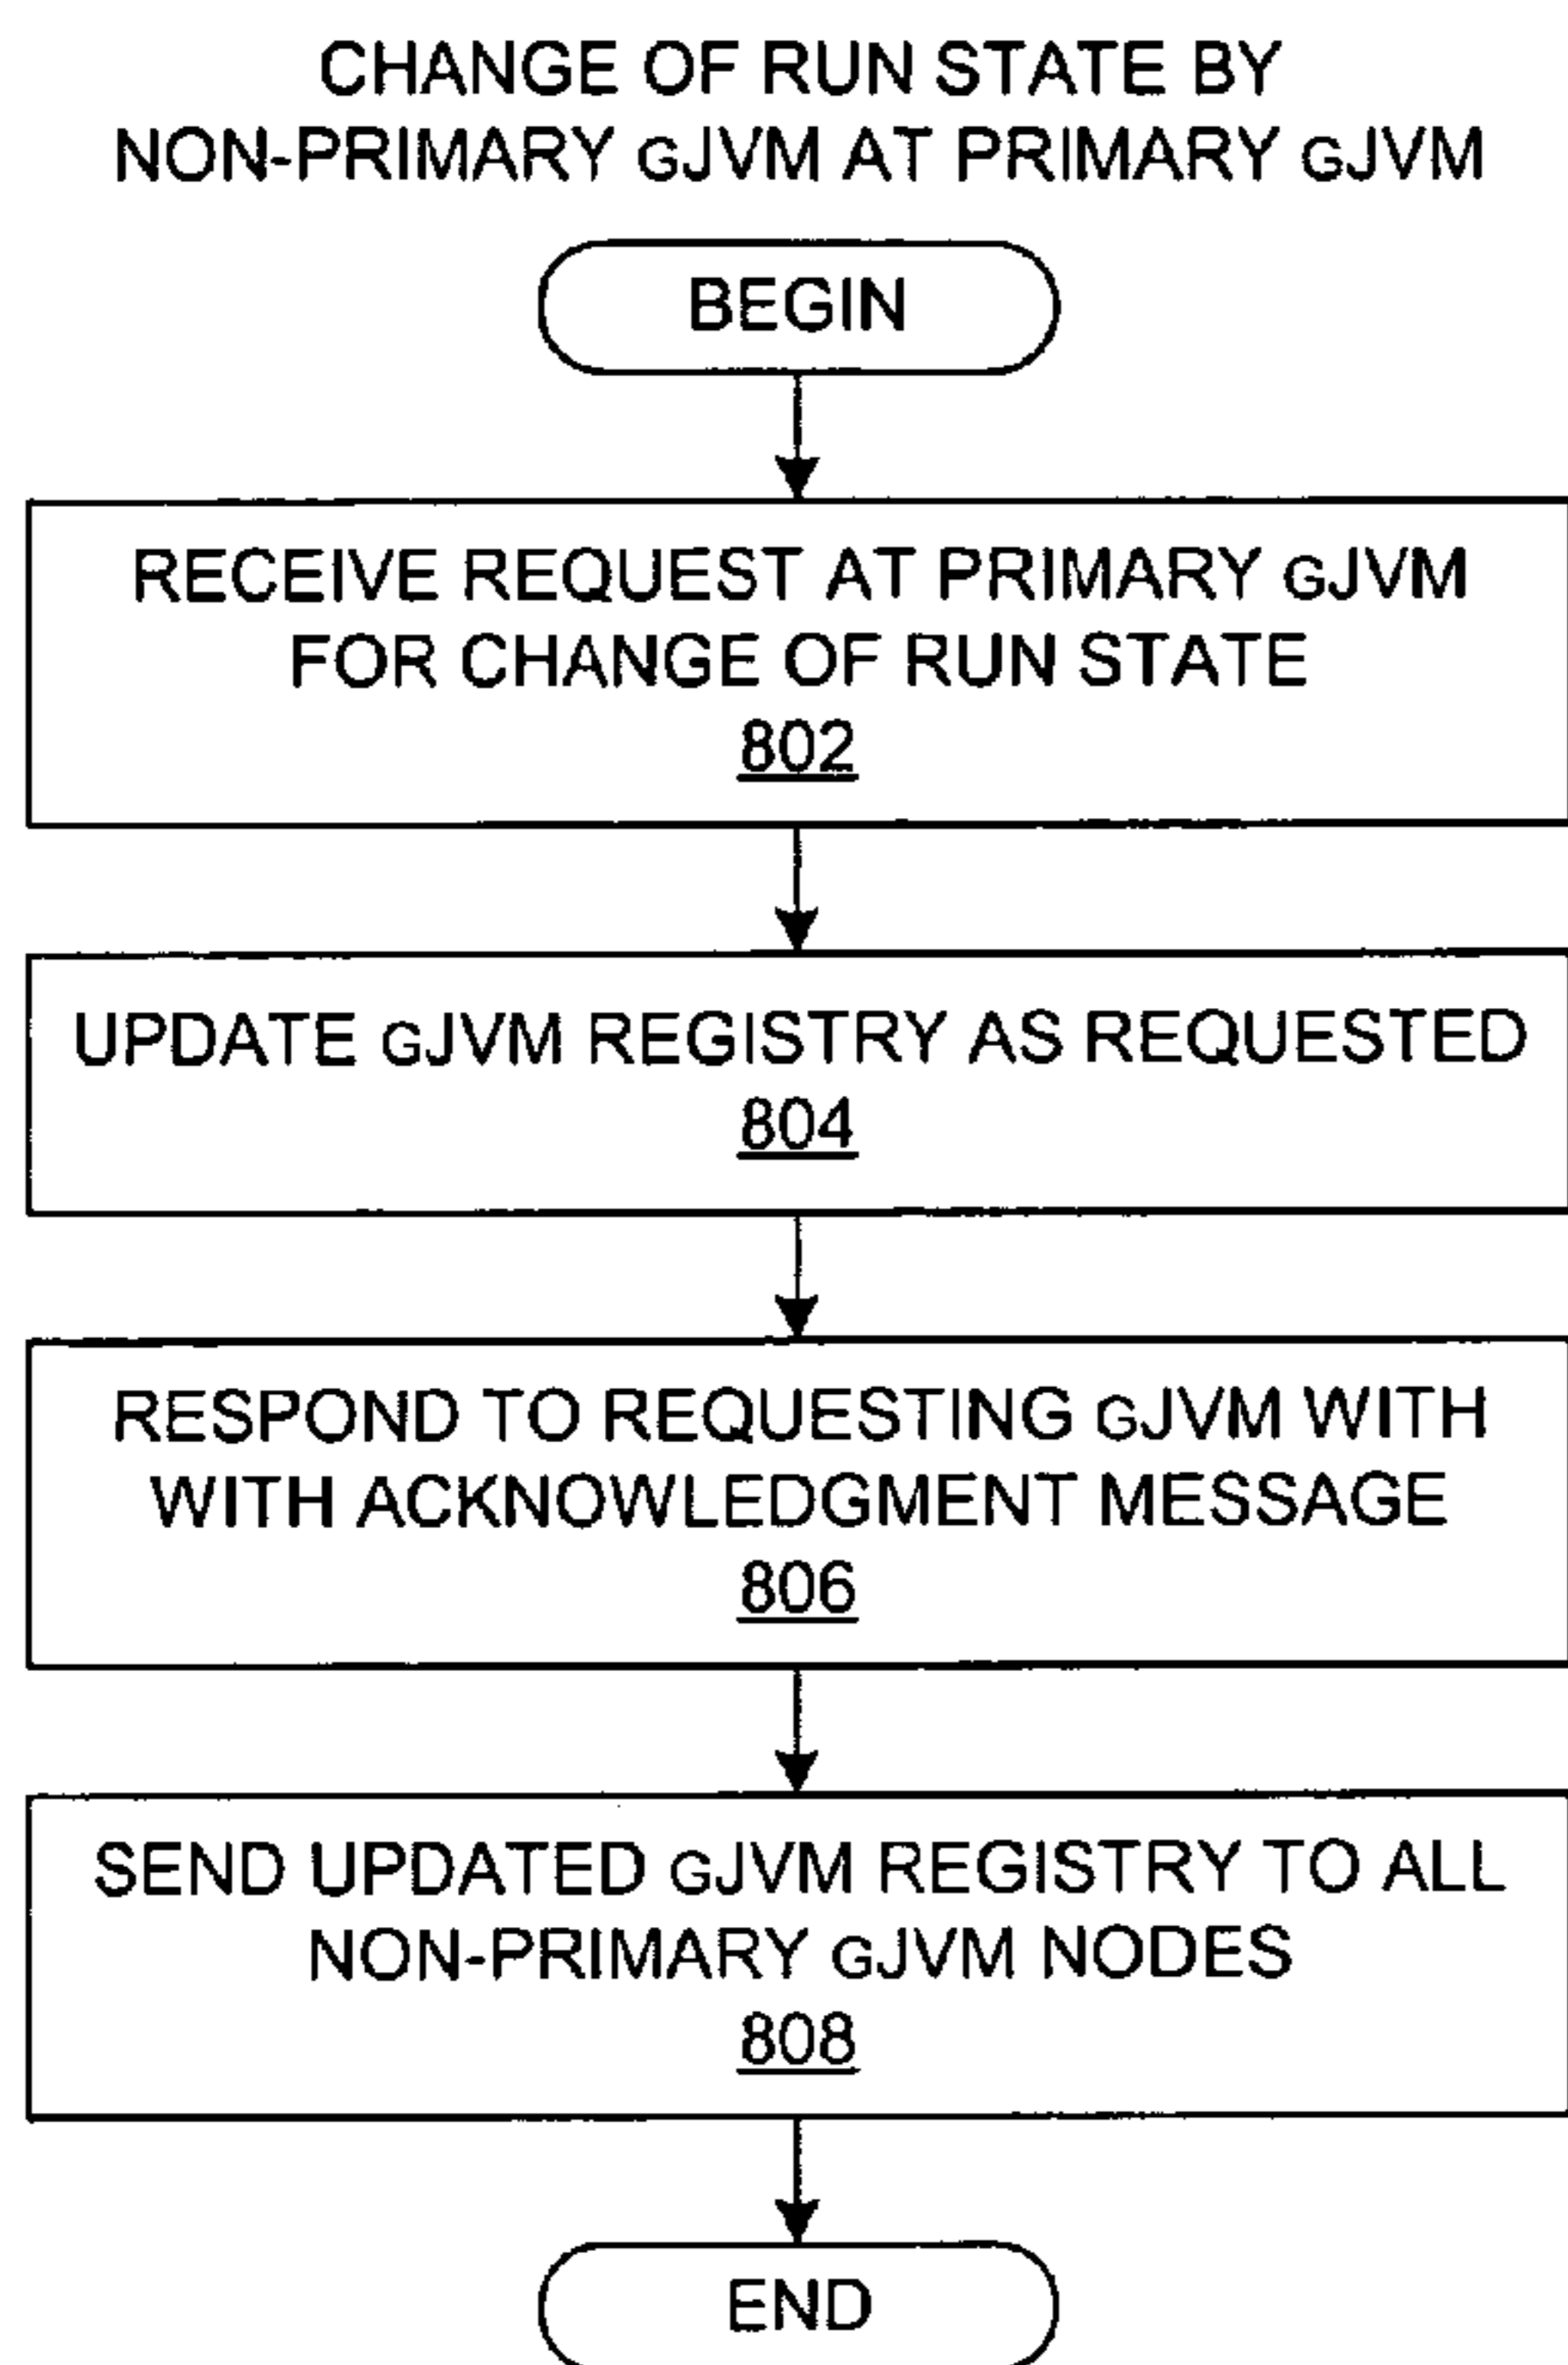 CHANGE OF RUN STATE BY
NON-PRIMARY GJVM AT PRIMARY GJVM
BEGIN
RECEIVE REQUEST AT PRIMARY GJVM
FOR CHANGE OF RUN STATE
802
UPDATE GJVM REGISTRY AS REQUESTED
804
RESPOND TO REQUESTING GJVM WITH
WITH ACKNOWLEDGMENT MESSAGE
806
SEND UPDATED GJVM REGISTRY TO ALL
NON-PRIMARY GJVM NODES
808
END